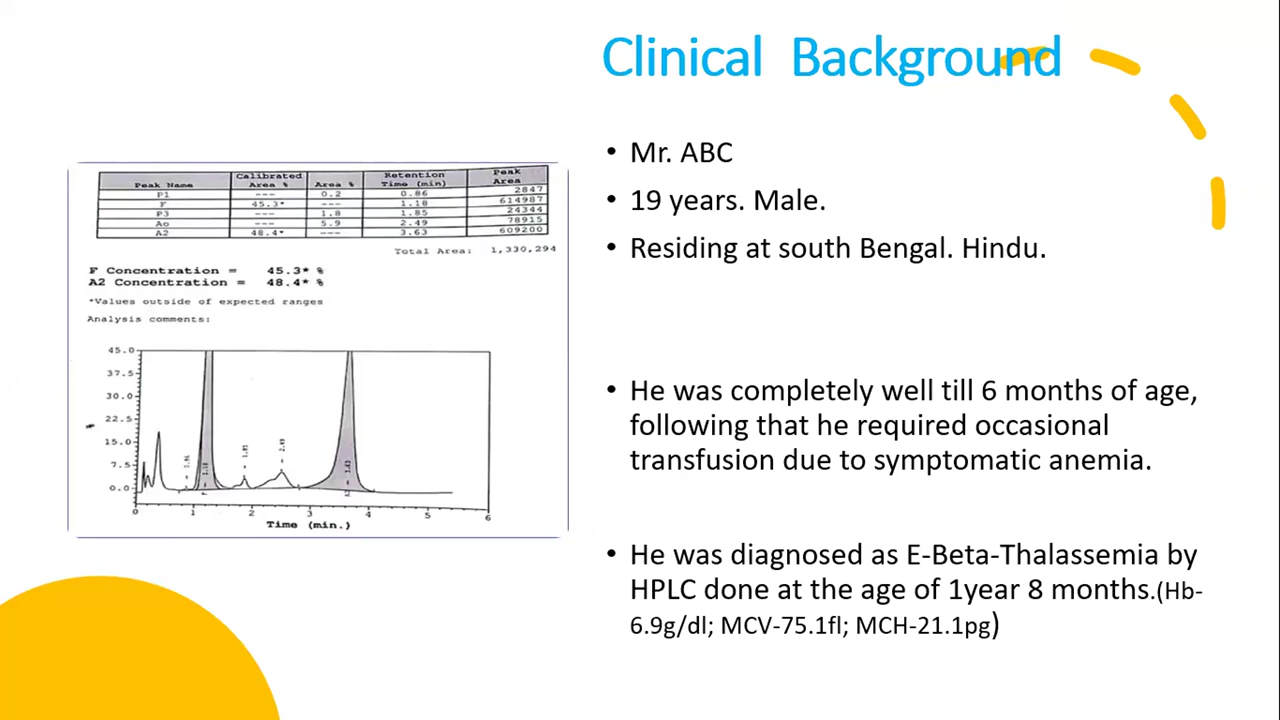 Clinical Background
• Mr. ABC
• 19 years. Male.
• Residing at south Bengal. Hindu.
• He was completely well till 6 months of age,
following that he required occasional
transfusion due to symptomatic anemia.
• He was diagnosed as E-Beta-Thalassemia by
HPLC done at the age of 1year 8 months.(Hb-
6.9g/dl; MCV-75.1fl; MCH-21.1pg)
Peak Name Calibrated Area % Area % Retention Time (min) Peak Area
P1 --- 0.2 0.86 2847
F 45.3* --- 1.18 614987
P3 --- 1.8 1.85 24344
Ao --- 5.9 2.49 78915
A2 48.4* --- 3.63 609200
Total Area: 1,330,294
F Concentration = 45.3* %
A2 Concentration = 48.4* %
*Values outside of expected ranges
Analysis comments:
45.0
37.5
30.0
22.5
15.0
7.5
0.0
%
0 1 2 3 4 5 6
Time (min.)